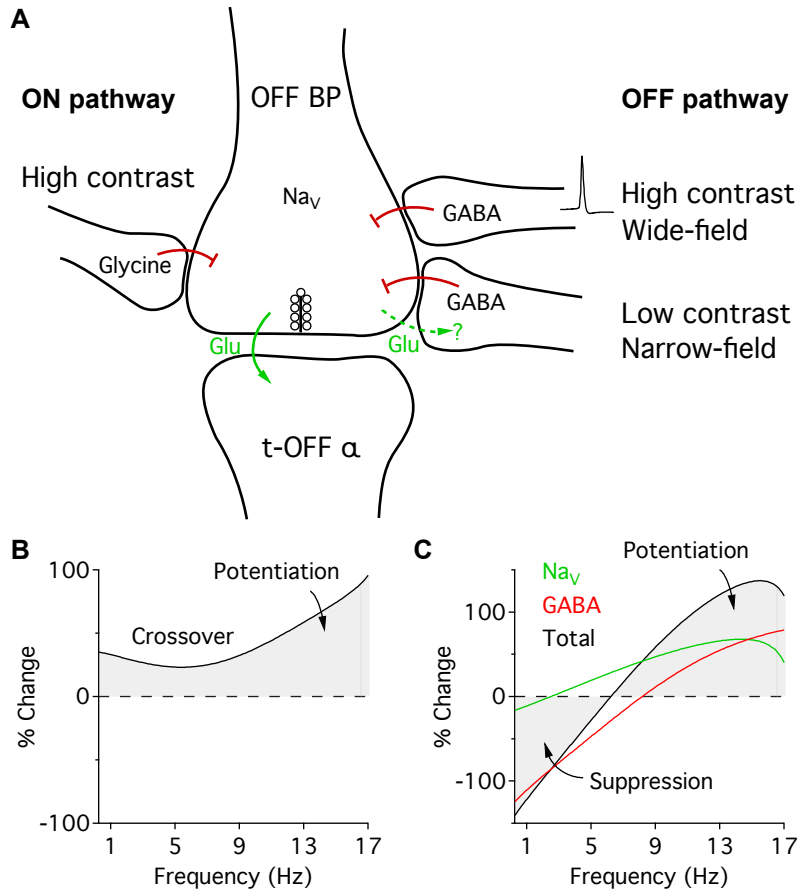 A
ON pathway
OFF BP
OFF pathway
High contrast
Glycine
Nav
GABA
High contrast
Wide-field
GABA
Low contrast
Narrow-field
Glu
Glu
?
t-OFF α
B
100
0
-100
% Change
Potentiation
Crossover
1 5 9 13 17
Frequency (Hz)
C
100
0
-100
% Change
Nav
GABA
Total
Potentiation
Suppression
1 5 9 13 17
Frequency (Hz)